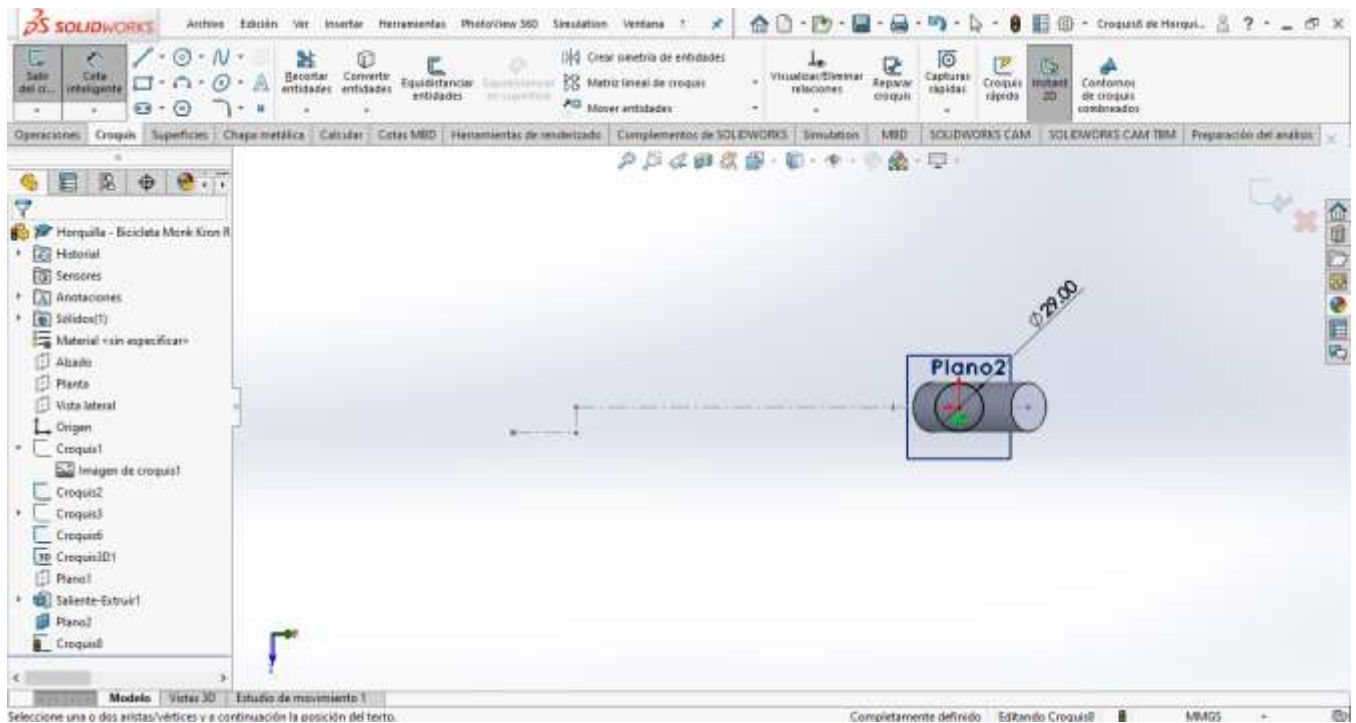 SOLIDWORKS Archivo Edición Ver Insertar Herramientas PhotoView 360 Simulation Ventana ? Croquis8 de Horqui... ?
Salir del cr... Cota inteligente Recortar entidades Convertir entidades Equidistanciar entidades Crear simetría de entidades Matriz lineal de croquis Mover entidades Visualizar/Eliminar relaciones Reparar croquis Capturas rápidas Croquis rápido Instant 2D Contornos de croquis sombreados
Operaciones Croquis Superficies Chapa metálica Calcular Cotas MBD Herramientas de renderizado Complementos de SOLIDWORKS Simulation MBD SOLIDWORKS CAM SOLIDWORKS CAM TBM Preparación del análisis
Horquilla - Bicicleta Monk Kron R
Historial
Sensores
Anotaciones
Sólidos(1)
Material <sin especificar>
Alzado
Planta
Vista lateral
Origen
Croquis1
Imagen de croquis1
Croquis2
Croquis3
Croquis6
3D Croquis3D1
Plano1
Saliente-Extruir1
Plano2
Croquis8
Ø29.00
Plano2
Modelo Vistas 3D Estudio de movimiento 1
Seleccione una o dos aristas/vértices y a continuación la posición del texto. Completamente definido Editando Croquis8 MMGS